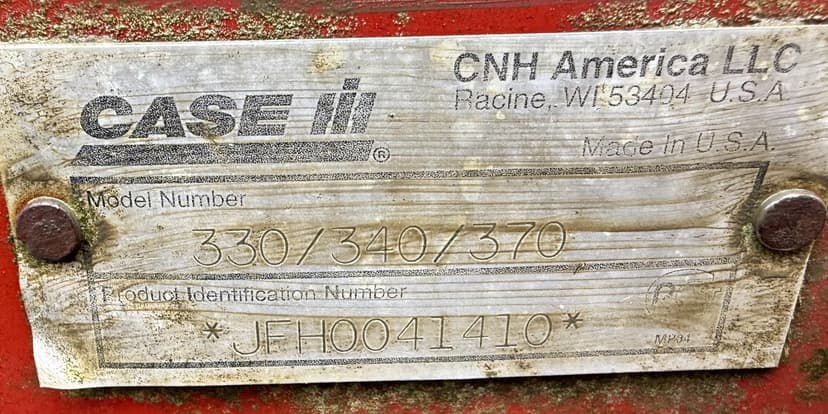 CASE IH ®
CNH America LLC
Racine, WI 53404 U.S.A
Made In U.S.A.
Model Number
330/340/370
Product Identification Number
*JFH0041410*
MP94